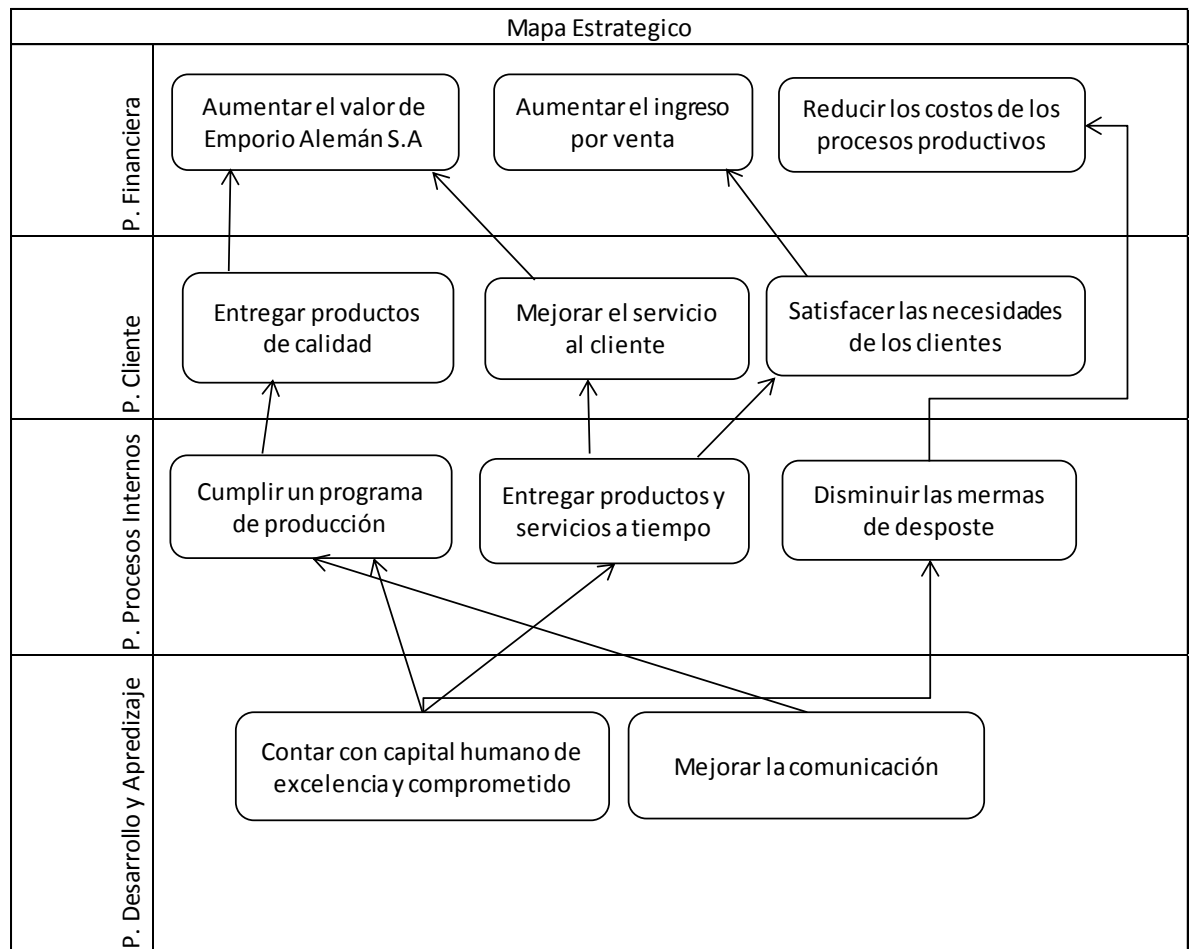 Mapa Estrategico
P. Financiera
Aumentar el valor de
Emporio Alemán S.A
Aumentar el ingreso
por venta
Reducir los costos de los
procesos productivos
P. Cliente
Entregar productos
de calidad
Mejorar el servicio
al cliente
Satisfacer las necesidades
de los clientes
P. Procesos Internos
Cumplir un programa
de producción
Entregar productos y
servicios a tiempo
Disminuir las mermas
de desposte
P. Desarrollo y Apredizaje
Contar con capital humano de
excelencia y comprometido
Mejorar la comunicación